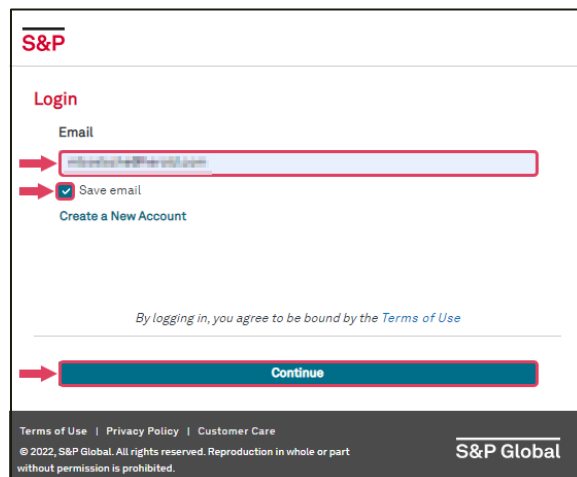 S&P
Login
Email
Save email
Create a New Account
By logging in, you agree to be bound by the Terms of Use
Continue
Terms of Use | Privacy Policy | Customer Care
© 2022, S&P Global. All rights reserved. Reproduction in whole or part
without permission is prohibited.
S&P Global